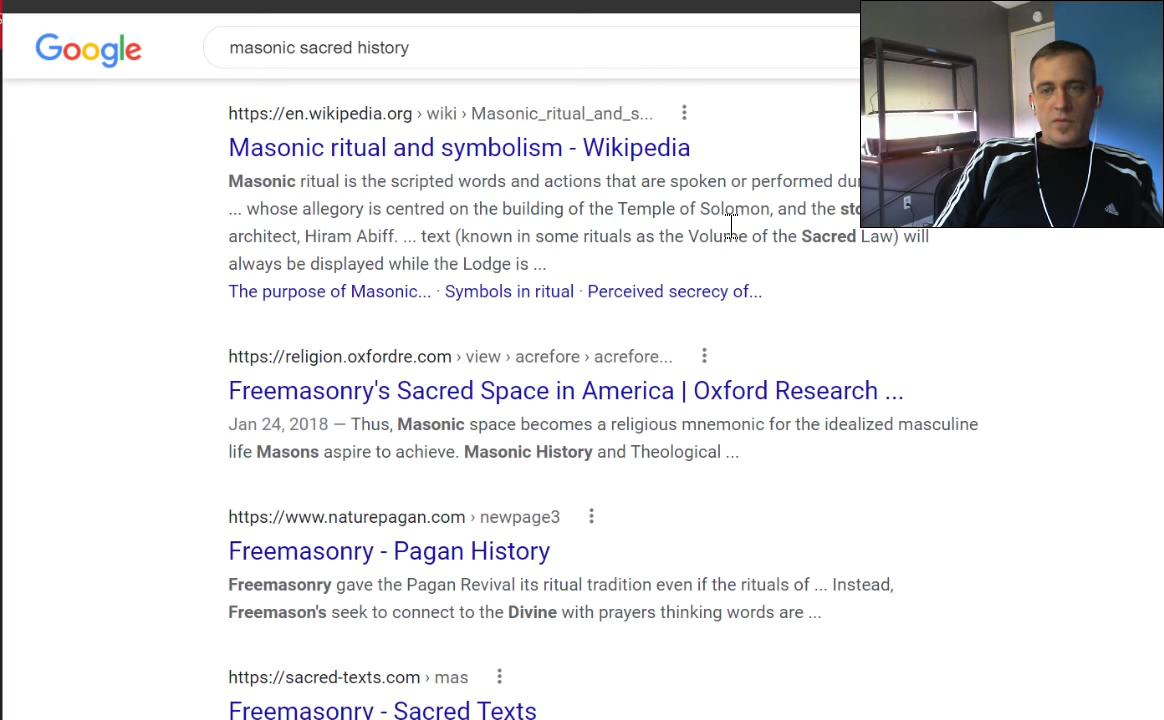 Google
masonic sacred history
https://en.wikipedia.org › wiki › Masonic_ritual_and_s...
Masonic ritual and symbolism - Wikipedia
Masonic ritual is the scripted words and actions that are spoken or performed
... whose allegory is centred on the building of the Temple of Solomon, and the
architect, Hiram Abiff. ... text (known in some rituals as the Volume of the Sacred Law) will
always be displayed while the Lodge is ...
The purpose of Masonic... · Symbols in ritual · Perceived secrecy of...
https://religion.oxfordre.com › view › acrefore › acrefore...
Freemasonry's Sacred Space in America | Oxford Research ...
Jan 24, 2018 — Thus, Masonic space becomes a religious mnemonic for the idealized masculine
life Masons aspire to achieve. Masonic History and Theological ...
https://www.naturepagan.com › newpage3
Freemasonry - Pagan History
Freemasonry gave the Pagan Revival its ritual tradition even if the rituals of ... Instead,
Freemason's seek to connect to the Divine with prayers thinking words are ...
https://sacred-texts.com › mas
Freemasonry - Sacred Texts